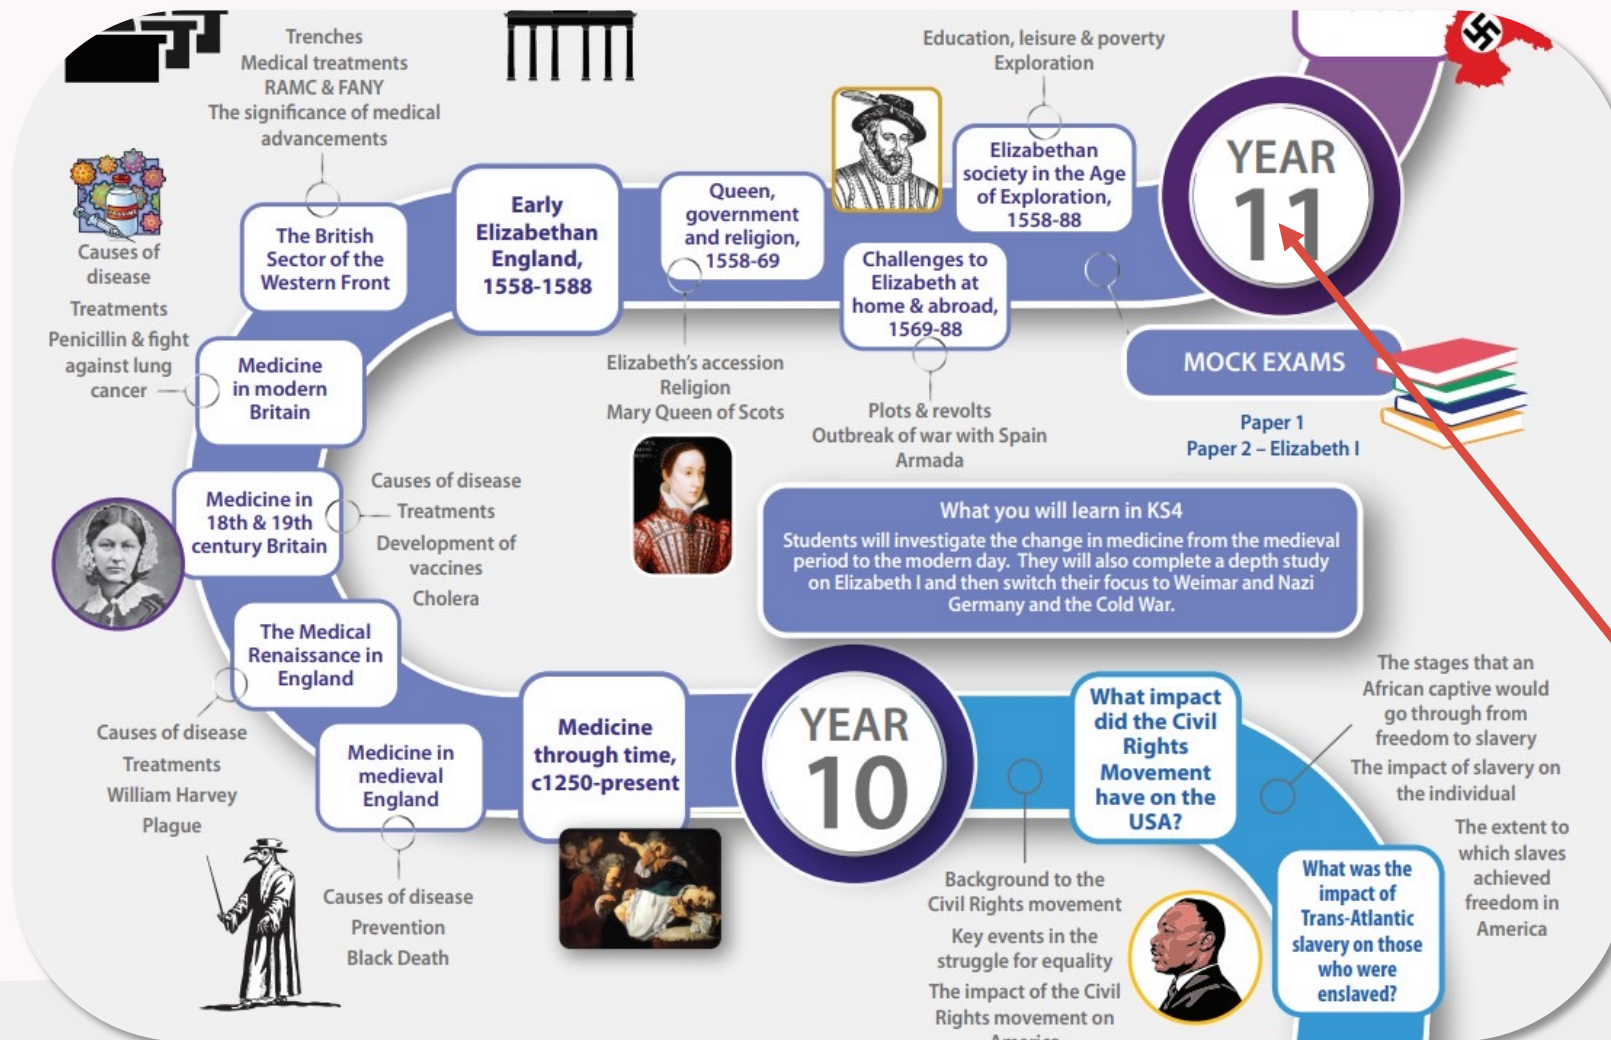 Trenches
Medical treatments
RAMC & FANY
The significance of medical
advancements
Education, leisure & poverty
Exploration
YEAR
11
Elizabethan
society in the Age
of Exploration,
1558-88
Early
Elizabethan
England,
1558-1588
Queen,
government
and religion,
1558-69
The British
Sector of the
Western Front
Challenges to
Elizabeth at
home & abroad,
1569-88
Causes of
disease
Treatments
Penicillin & fight
against lung
cancer
Medicine
in modern
Britain
Elizabeth's accession
Religion
Mary Queen of Scots
Plots & revolts
Outbreak of war with Spain
Armada
MOCK EXAMS
Paper 1
Paper 2 – Elizabeth I
Medicine in
18th & 19th
century Britain
Causes of disease
Treatments
Development of
vaccines
Cholera
What you will learn in KS4
Students will investigate the change in medicine from the medieval
period to the modern day. They will also complete a depth study
on Elizabeth I and then switch their focus to Weimar and Nazi
Germany and the Cold War.
The Medical
Renaissance in
England
Causes of disease
Treatments
William Harvey
Plague
Medicine in
medieval
England
Causes of disease
Prevention
Black Death
Medicine
through time,
c1250-present
YEAR
10
What impact
did the Civil
Rights
Movement
have on the
USA?
The stages that an
African captive would
go through from
freedom to slavery
The impact of slavery on
the individual
The extent to
which slaves
achieved
freedom in
America
Background to the
Civil Rights movement
Key events in the
struggle for equality
The impact of the Civil
Rights movement on
America
What was the
impact of
Trans-Atlantic
slavery on those
who were
enslaved?